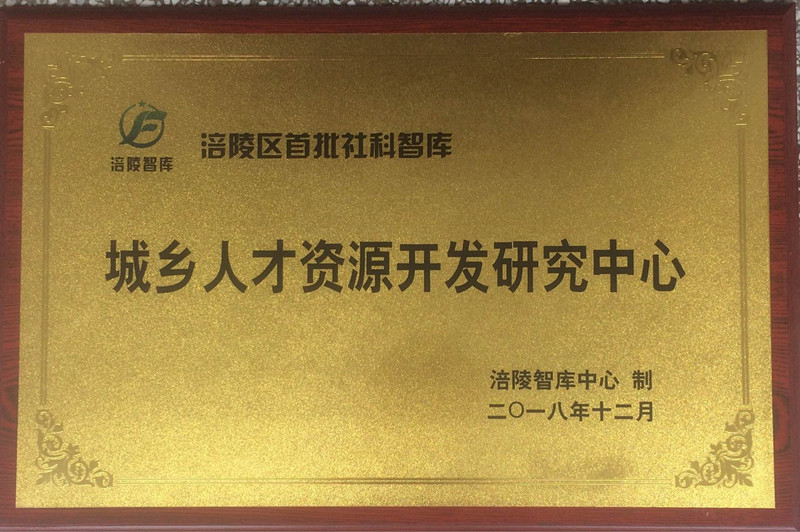 涪陵智库
涪陵区首批社科智库
城乡人才资源开发研究中心
涪陵智库中心 制
二〇一八年十二月